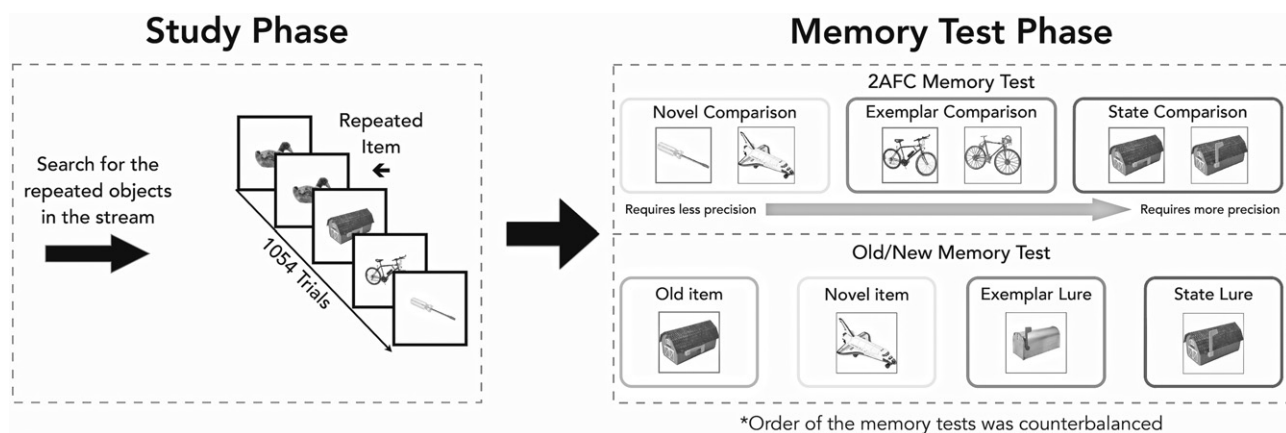 Study Phase
Search for the
repeated objects
in the stream
Repeated
Item
1054 Trials
Memory Test Phase
2AFC Memory Test
Novel Comparison
Exemplar Comparison
State Comparison
Requires less precision
Requires more precision
Old/New Memory Test
Old item
Novel item
Exemplar Lure
State Lure
*Order of the memory tests was counterbalanced